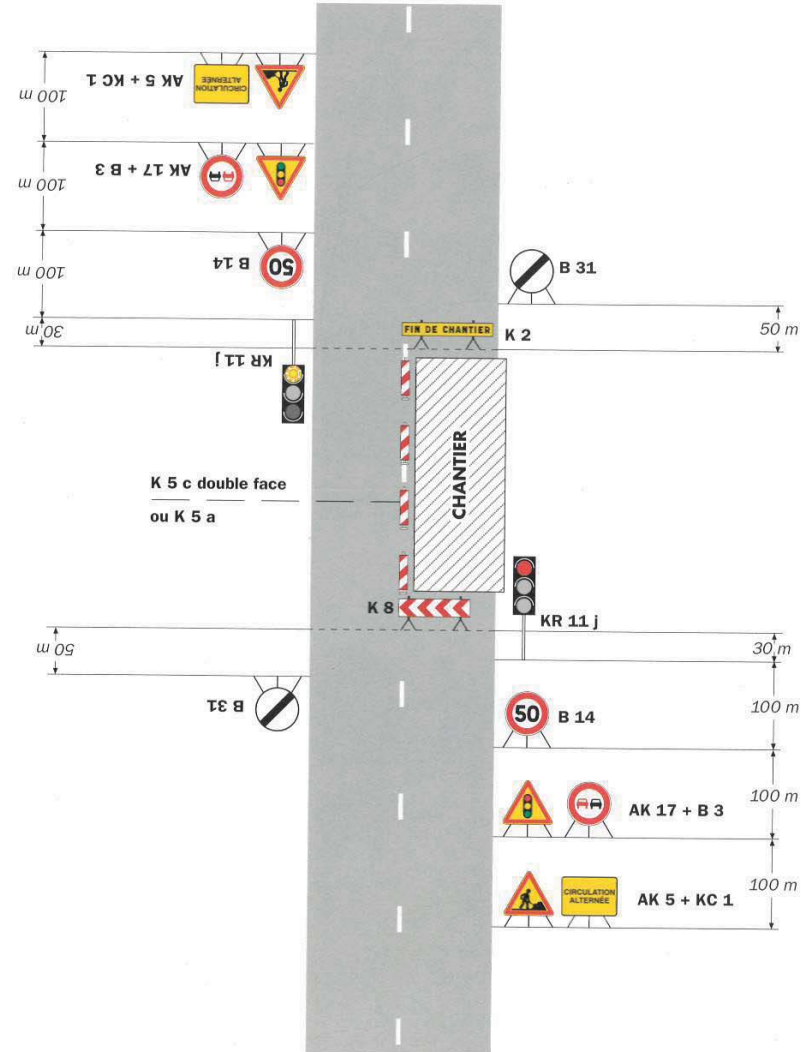 100 m
CIRCULATION
ALTERNÉE
AK 5 + KC 1
100 m
AK 17 + B 3
100 m
50
B 14
30 m
KR 11 j
B 31
50 m
FIN DE CHANTIER
K 2
CHANTIER
K 5 c double face
ou K 5 a
K 8
KR 11 j
50 m
30 m
B 31
50
B 14
100 m
AK 17 + B 3
100 m
CIRCULATION
ALTERNÉE
AK 5 + KC 1
100 m